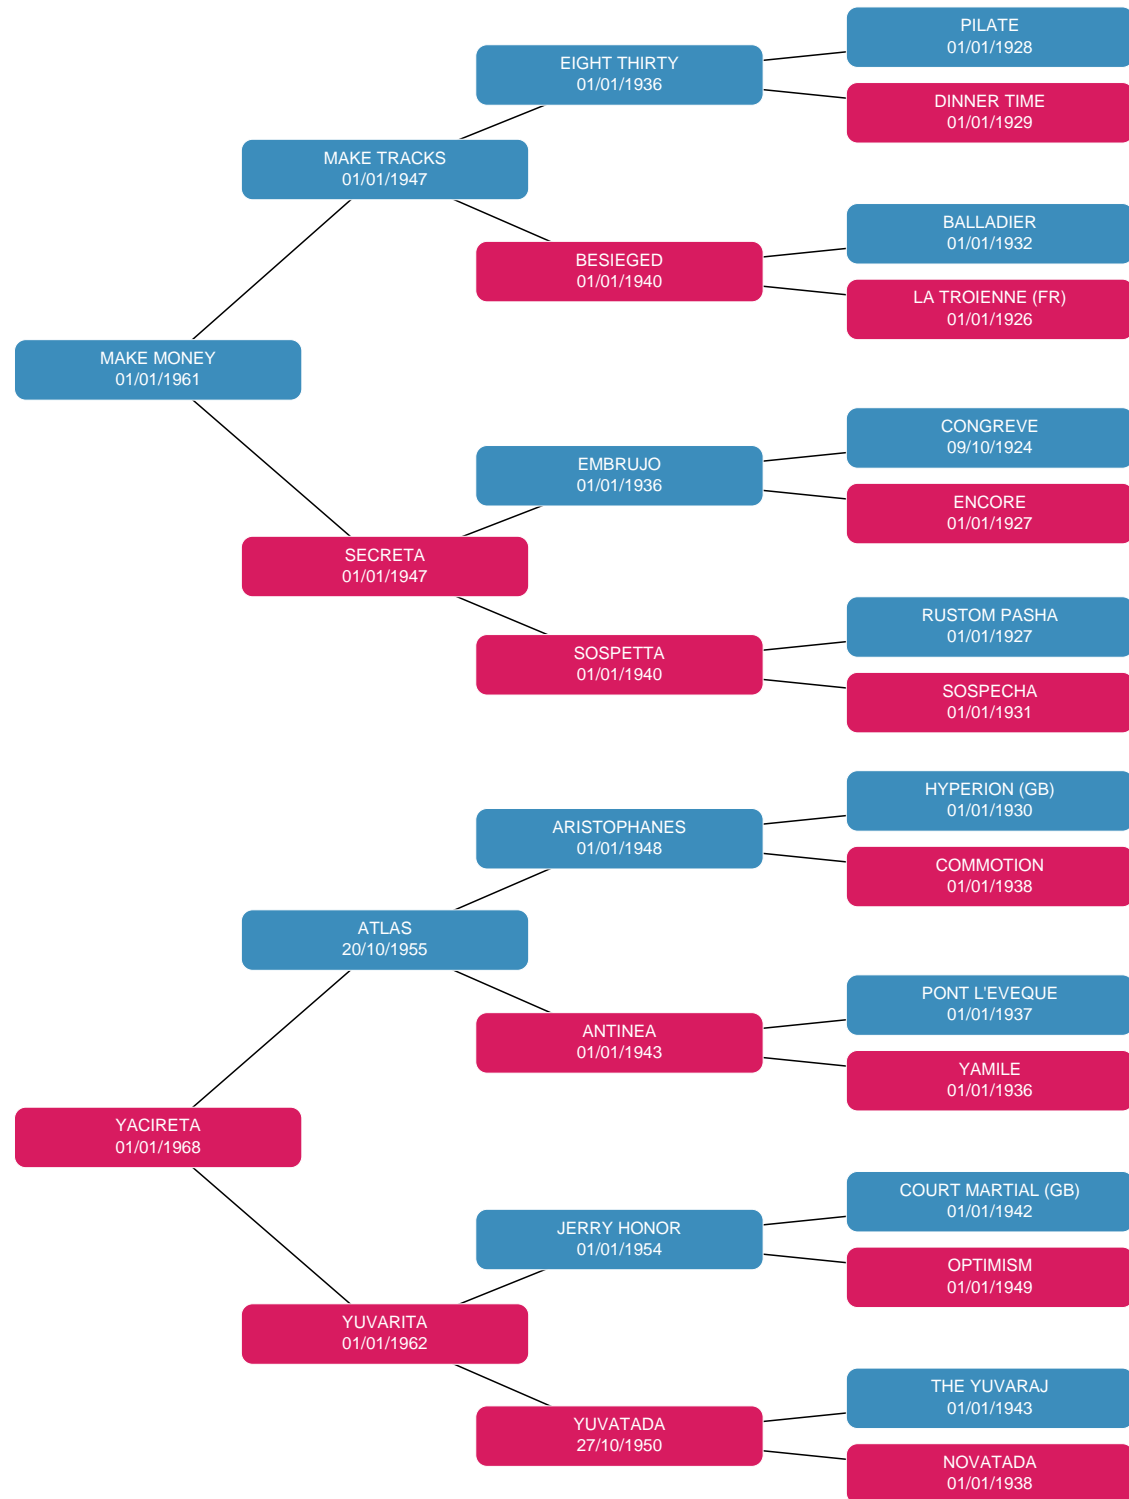 PILATE
01/01/1928
EIGHT THIRTY
01/01/1936
DINNER TIME
01/01/1929
MAKE TRACKS
01/01/1947
BALLADIER
01/01/1932
BESIEGED
01/01/1940
LA TROIENNE (FR)
01/01/1926
MAKE MONEY
01/01/1961
CONGREVE
09/10/1924
EMBRUJO
01/01/1936
ENCORE
01/01/1927
SECRETA
01/01/1947
RUSTOM PASHA
01/01/1927
SOSPETTA
01/01/1940
SOSPECHA
01/01/1931
HYPERION (GB)
01/01/1930
ARISTOPHANES
01/01/1948
COMMOTION
01/01/1938
ATLAS
20/10/1955
PONT L'EVEQUE
01/01/1937
ANTINEA
01/01/1943
YAMILE
01/01/1936
YACIRETA
01/01/1968
COURT MARTIAL (GB)
01/01/1942
JERRY HONOR
01/01/1954
OPTIMISM
01/01/1949
YUVARITA
01/01/1962
THE YUVARAJ
01/01/1943
YUVATADA
27/10/1950
NOVATADA
01/01/1938